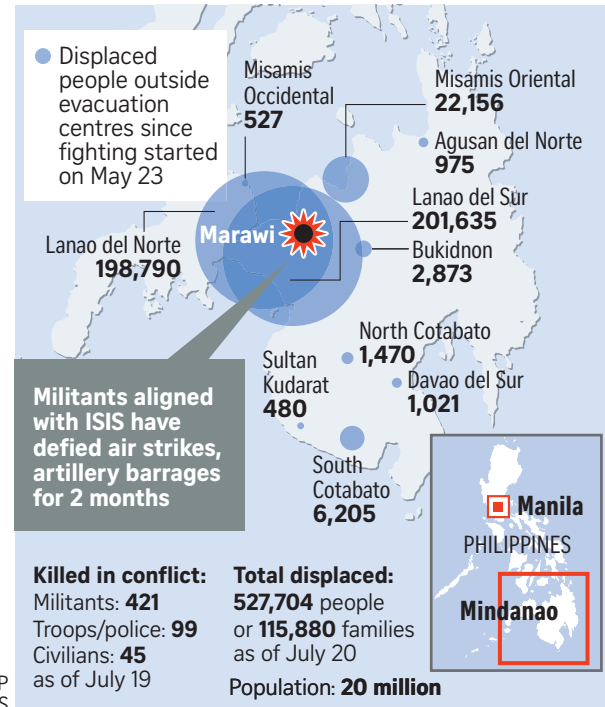 Displaced
people outside
evacuation
centres since
fighting started
on May 23
Misamis
Occidental
527
Misamis Oriental
22,156
Agusan del Norte
975
Lanao del Sur
201,635
Marawi
Lanao del Norte
198,790
Bukidnon
2,873
North Cotabato
1,470
Sultan
Kudarat
480
Davao del Sur
1,021
South
Cotabato
6,205
Militants aligned
with ISIS have
defied air strikes,
artillery barrages
for 2 months
Manila
PHILIPPINES
Mindanao
Killed in conflict:
Militants: 421
Troops/police: 99
Civilians: 45
as of July 19
Total displaced:
527,704 people
or 115,880 families
as of July 20
Population: 20 million